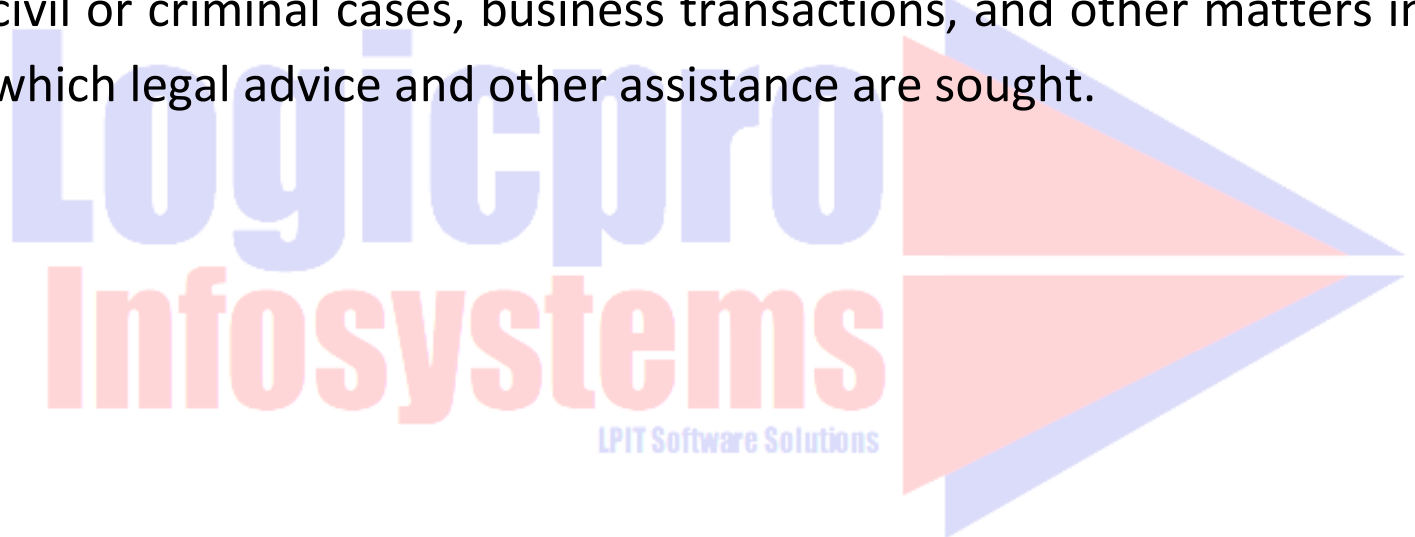 civil or criminal cases, business transactions, and other matters in
which legal advice and other assistance are sought.
Logicpro
Infosystems
LPIT Software Solutions